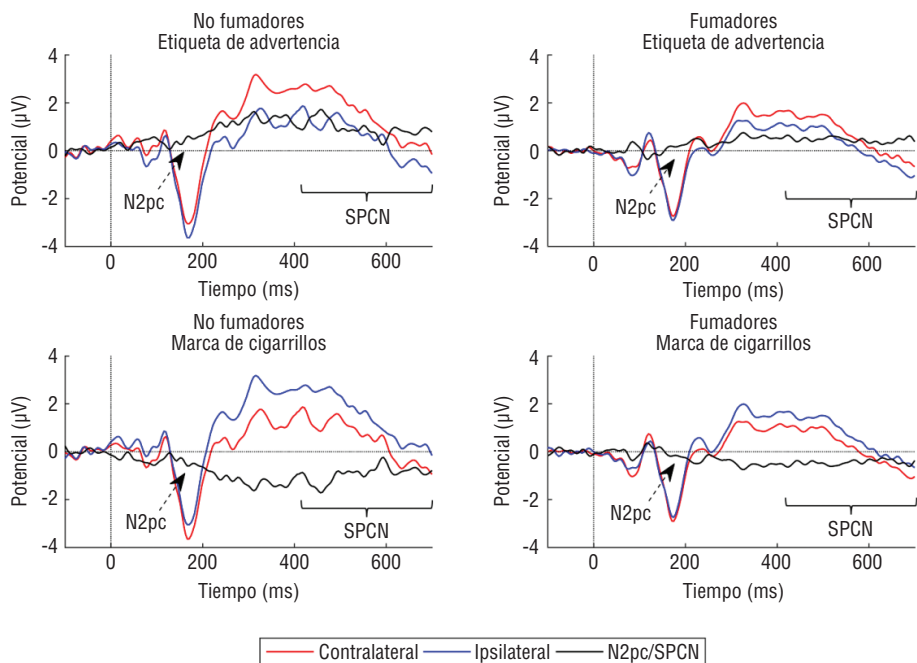 No fumadores
Etiqueta de advertencia
4
2
0
-2
-4
Potencial (µV)
N2pc
SPCN
0 200 400 600
Tiempo (ms)
Fumadores
Etiqueta de advertencia
4
2
0
-2
-4
Potencial (µV)
N2pc
SPCN
0 200 400 600
Tiempo (ms)
No fumadores
Marca de cigarrillos
4
2
0
-2
-4
Potencial (µV)
N2pc
SPCN
0 200 400 600
Tiempo (ms)
Fumadores
Marca de cigarrillos
4
2
0
-2
-4
Potencial (µV)
N2pc
SPCN
0 200 400 600
Tiempo (ms)
Contralateral Ipsilateral N2pc/SPCN